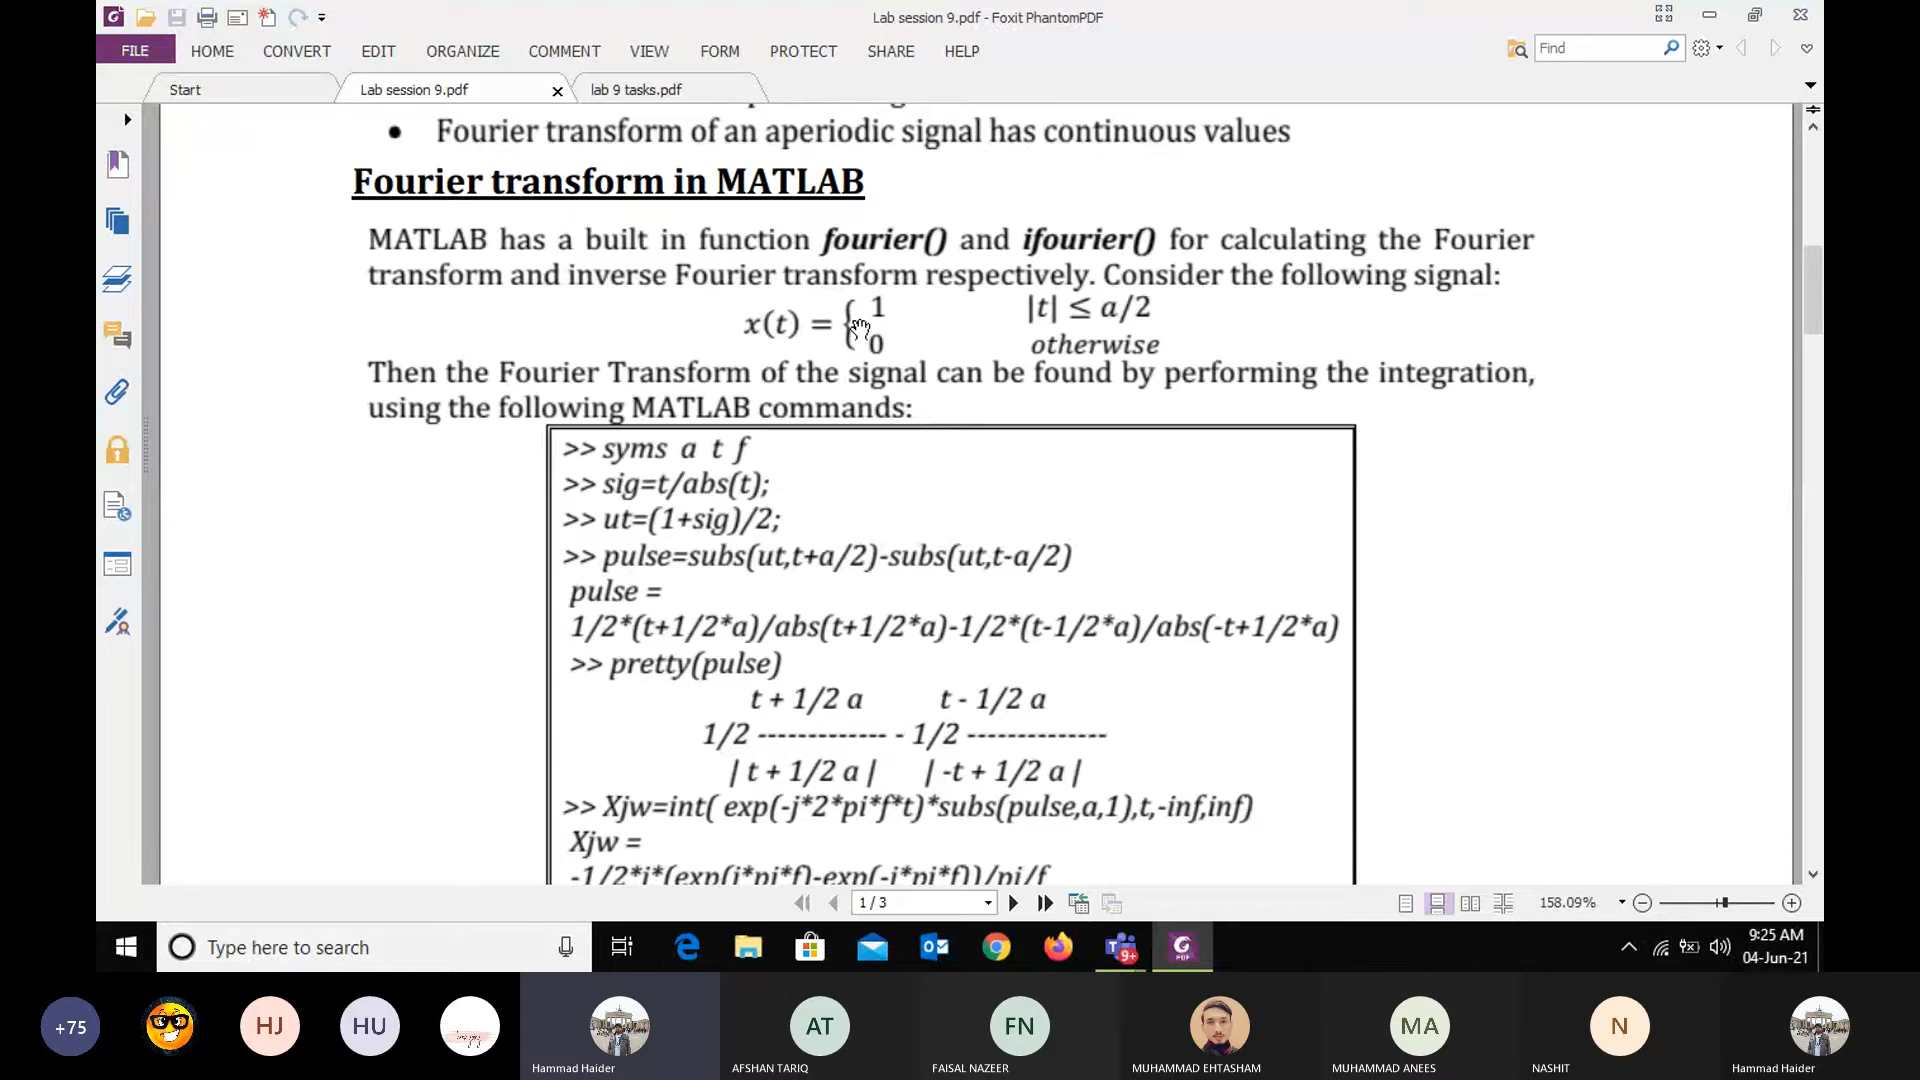 Lab session 9.pdf - Foxit PhantomPDF
FILE HOME CONVERT EDIT ORGANIZE COMMENT VIEW FORM PROTECT SHARE HELP
Find
Start Lab session 9.pdf lab 9 tasks.pdf
• Fourier transform of an aperiodic signal has continuous values
Fourier transform in MATLAB
MATLAB has a built in function fourier() and ifourier() for calculating the Fourier
transform and inverse Fourier transform respectively. Consider the following signal:
x(t) = { 1 |t| ≤ a/2
0 otherwise
Then the Fourier Transform of the signal can be found by performing the integration,
using the following MATLAB commands:
>> syms a t f
>> sig=t/abs(t);
>> ut=(1+sig)/2;
>> pulse=subs(ut,t+a/2)-subs(ut,t-a/2)
pulse =
1/2*(t+1/2*a)/abs(t+1/2*a)-1/2*(t-1/2*a)/abs(-t+1/2*a)
>> pretty(pulse)
t + 1/2 a t - 1/2 a
1/2 ------------- - 1/2 --------------
| t + 1/2 a | | -t + 1/2 a |
>> Xjw=int( exp(-j*2*pi*f*t)*subs(pulse,a,1),t,-inf,inf)
Xjw =
-1/2*i*(exp(i*pi*f)-exp(-i*pi*f))/pi/f
1 / 3
158.09%
Type here to search
9+
PDF
9:25 AM
04-Jun-21
+75 HJ HU AT FN MA N
Hammad Haider AFSHAN TARIQ FAISAL NAZEER MUHAMMAD EHTASHAM MUHAMMAD ANEES NASHIT Hammad Haider